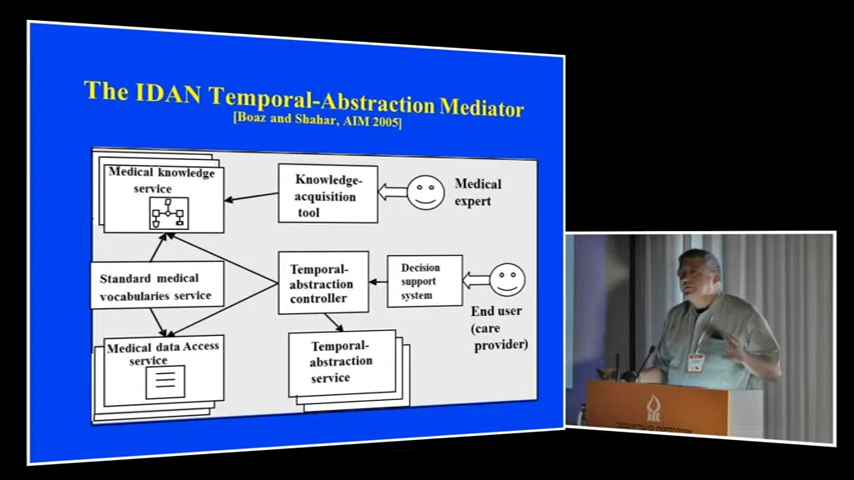 The IDAN Temporal-Abstraction Mediator
[Boaz and Shahar, AIM 2005]
Medical knowledge
service
Knowledge-
acquisition
tool
Medical
expert
Standard medical
vocabularies service
Temporal-
abstraction
controller
Decision
support
system
End user
(care
provider)
Medical data Access
service
Temporal-
abstraction
service